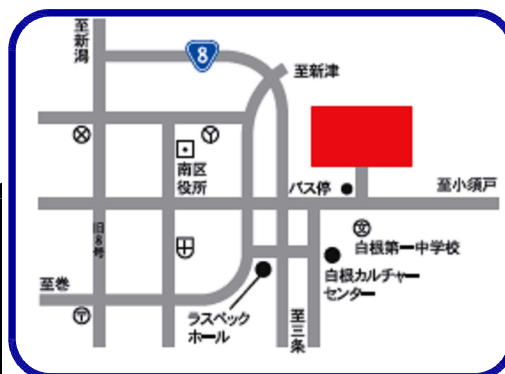 至新潟
8
至新津
南区
役所
バス停
至小須戸
旧8号
白根第一中学校
至巻
白根カルチャー
センター
ラスペック
ホール
至三条